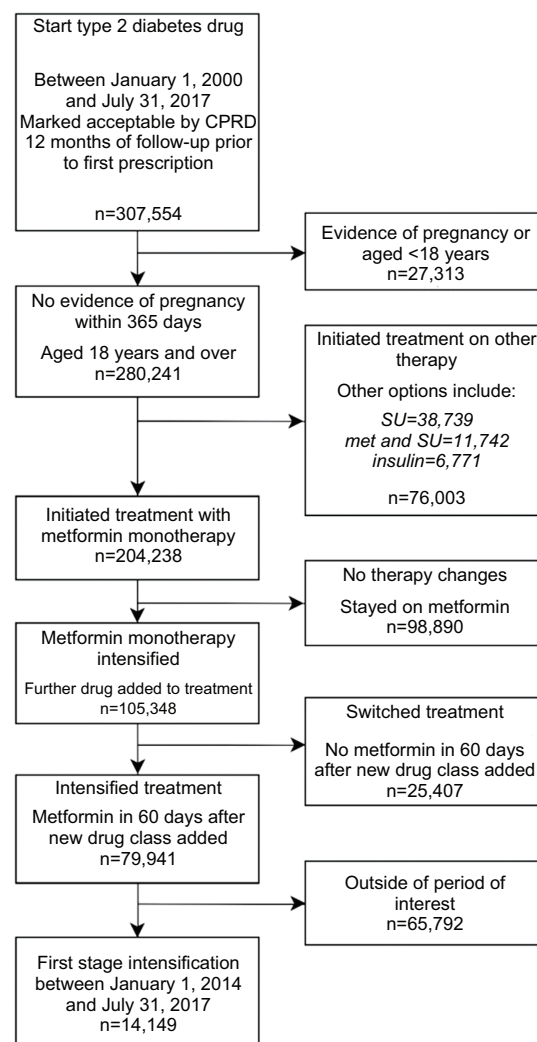 Start type 2 diabetes drug
Between January 1, 2000
and July 31, 2017
Marked acceptable by CPRD
12 months of follow-up prior
to first prescription
n=307,554
Evidence of pregnancy or
aged <18 years
n=27,313
No evidence of pregnancy
within 365 days
Aged 18 years and over
n=280,241
Initiated treatment on other
therapy
Other options include:
SU=38,739
met and SU=11,742
insulin=6,771
n=76,003
Initiated treatment with
metformin monotherapy
n=204,238
No therapy changes
Stayed on metformin
n=98,890
Metformin monotherapy
intensified
Further drug added to treatment
n=105,348
Switched treatment
No metformin in 60 days
after new drug class added
n=25,407
Intensified treatment
Metformin in 60 days after
new drug class added
n=79,941
Outside of period of
interest
n=65,792
First stage intensification
between January 1, 2014
and July 31, 2017
n=14,149